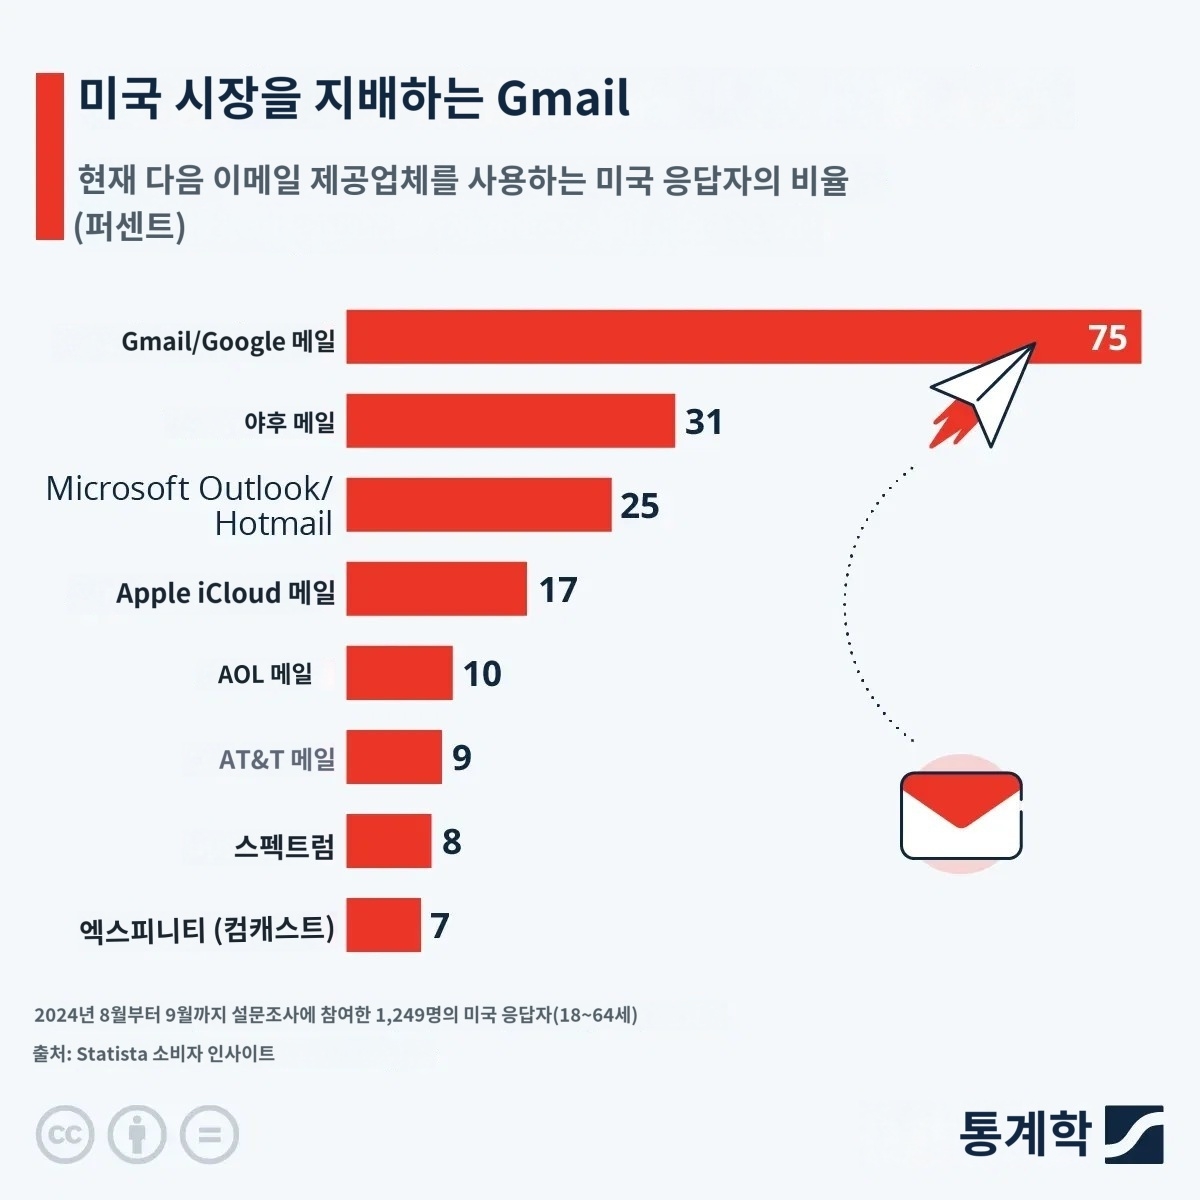 미국 시장을 지배하는 Gmail
현재 다음 이메일 제공업체를 사용하는 미국 응답자의 비율
(퍼센트)
Gmail/Google 메일 75
야후 메일 31
Microsoft Outlook/
Hotmail 25
Apple iCloud 메일 17
AOL 메일 10
AT&T 메일 9
스펙트럼 8
엑스피니티 (컴캐스트) 7
2024년 8월부터 9월까지 설문조사에 참여한 1,249명의 미국 응답자(18~64세)
출처: Statista 소비자 인사이트
cc =
통계학